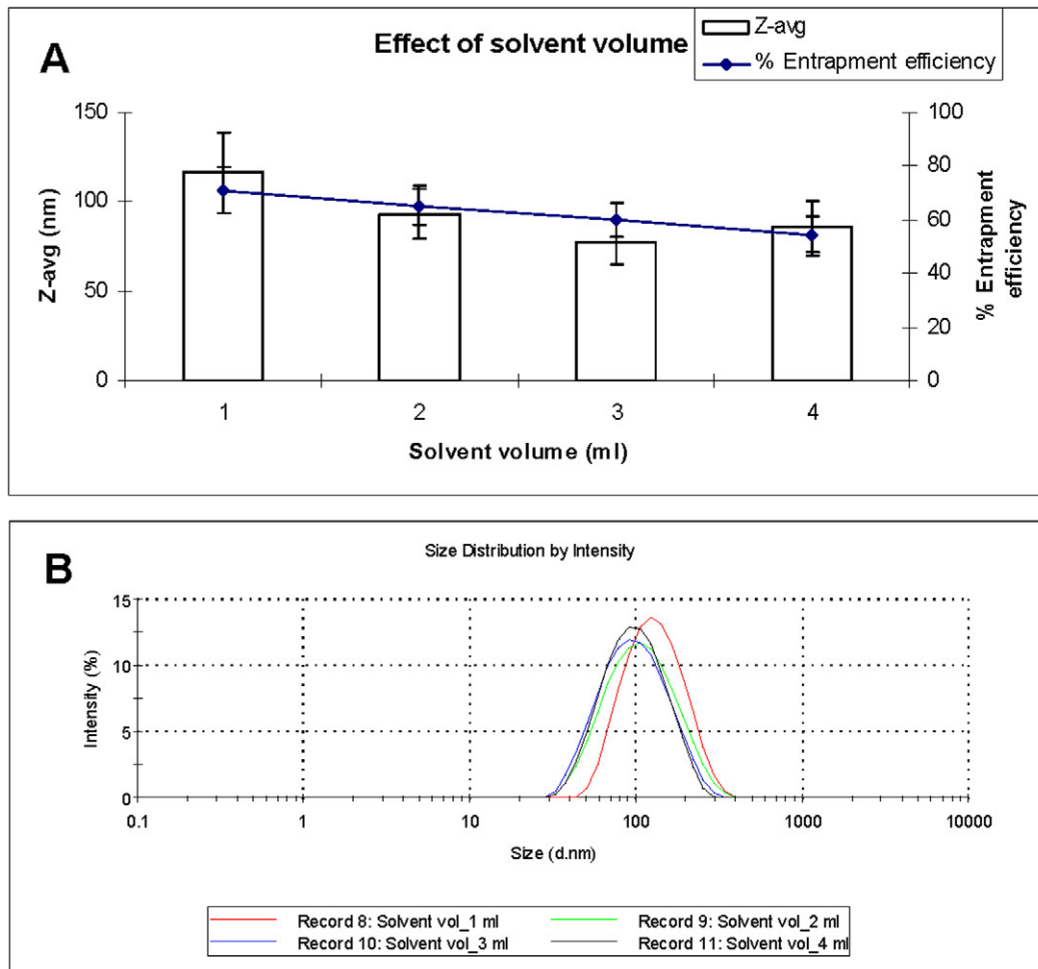 A
Effect of solvent volume
Z-avg
% Entrapment efficiency
150
100
50
0
Z-avg (nm)
100
80
60
40
20
0
% Entrapment
efficiency
1 2 3 4
Solvent volume (ml)
B
Size Distribution by Intensity
15
10
5
0
Intensity (%)
0.1 1 10 100 1000 10000
Size (d.nm)
Record 8: Solvent vol_1 ml
Record 9: Solvent vol_2 ml
Record 10: Solvent vol_3 ml
Record 11: Solvent vol_4 ml